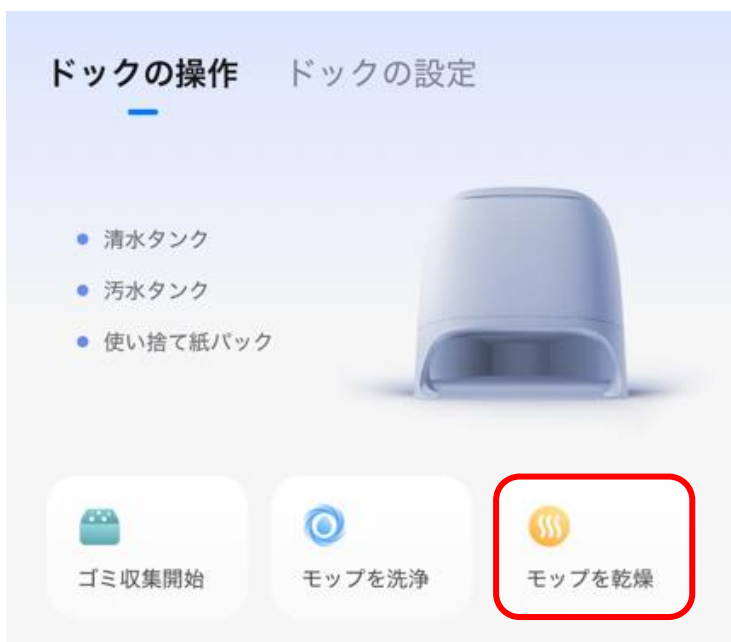 ドックの操作 ドックの設定
清水タンク
汚水タンク
使い捨て紙パック
ゴミ収集開始 モップを洗浄 モップを乾燥